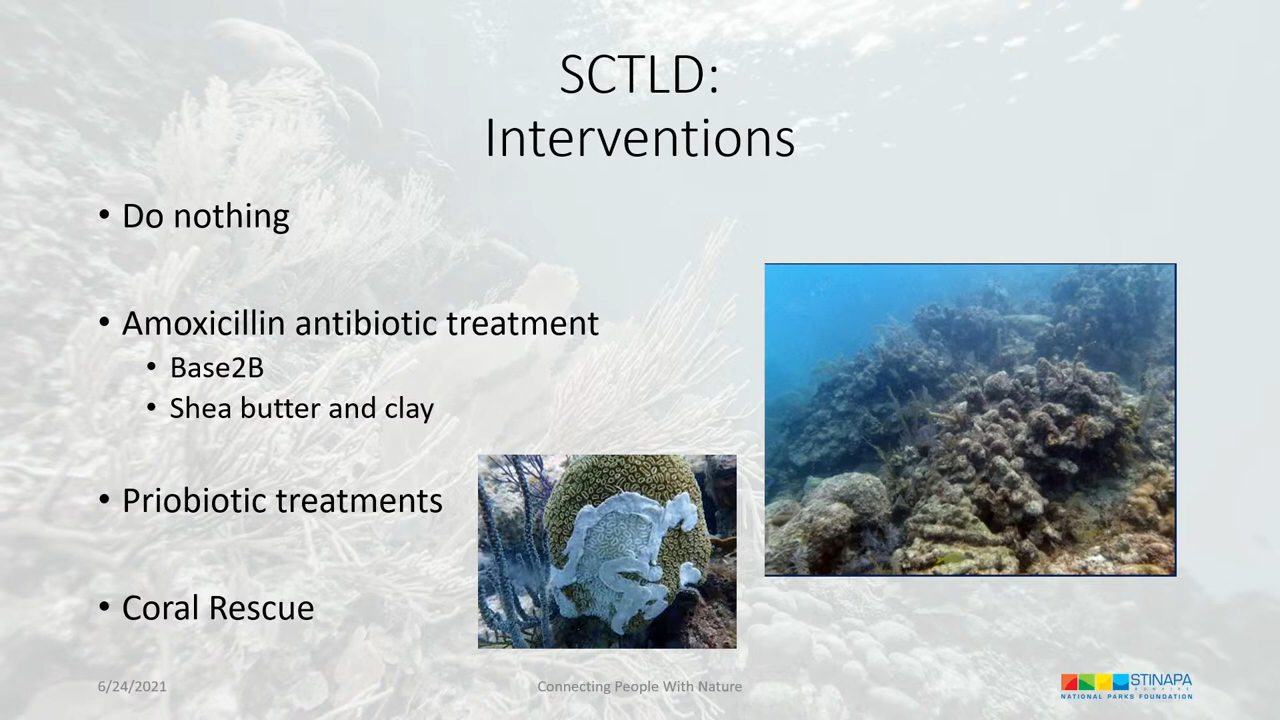 SCTLD:
Interventions
• Do nothing
• Amoxicillin antibiotic treatment
• Base2B
• Shea butter and clay
• Priobiotic treatments
• Coral Rescue
6/24/2021
Connecting People With Nature
STINAPA
BONAIRE
NATIONAL PARKS FOUNDATION